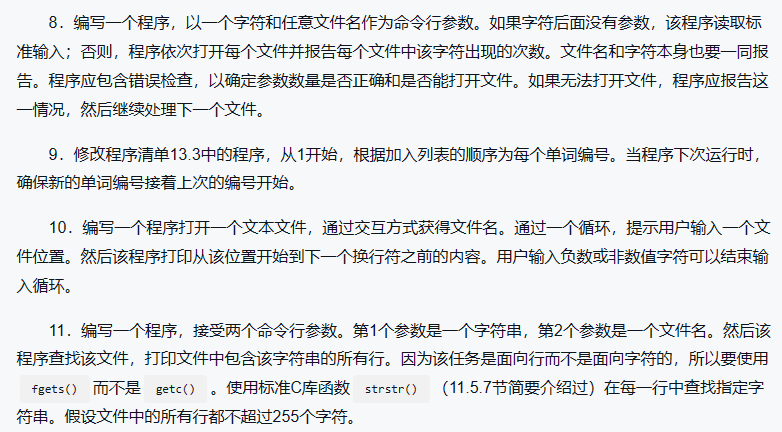 8．编写一个程序，以一个字符和任意文件名作为命令行参数。如果字符后面没有参数，该程序读取标
准输入；否则，程序依次打开每个文件并报告每个文件中该字符出现的次数。文件名和字符本身也要一同报
告。程序应包含错误检查，以确定参数数量是否正确和是否能打开文件。如果无法打开文件，程序应报告这
一情况，然后继续处理下一个文件。
9．修改程序清单13.3中的程序，从1开始，根据加入列表的顺序为每个单词编号。当程序下次运行时，
确保新的单词编号接着上次的编号开始。
10．编写一个程序打开一个文本文件，通过交互方式获得文件名。通过一个循环，提示用户输入一个文
件位置。然后该程序打印从该位置开始到下一个换行符之前的内容。用户输入负数或非数值字符可以结束输
入循环。
11．编写一个程序，接受两个命令行参数。第1个参数是一个字符串，第2个参数是一个文件名。然后该
程序查找该文件，打印文件中包含该字符串的所有行。因为该任务是面向行而不是面向字符的，所以要使用
fgets() 而不是 getc() 。使用标准C库函数 strstr() （11.5.7节简要介绍过）在每一行中查找指定字
符串。假设文件中的所有行都不超过255个字符。